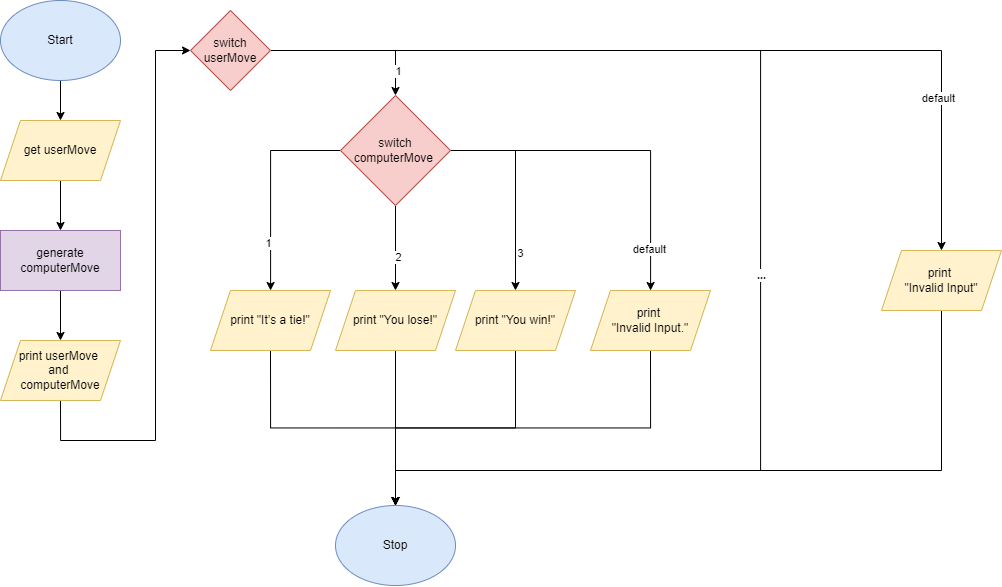 Start
get userMove
generate
computerMove
print userMove
and
computerMove
switch
userMove
1
switch
computerMove
1
2
3
default
print "It's a tie!"
print "You lose!"
print "You win!"
print
"Invalid Input."
...
default
print
"Invalid Input"
Stop